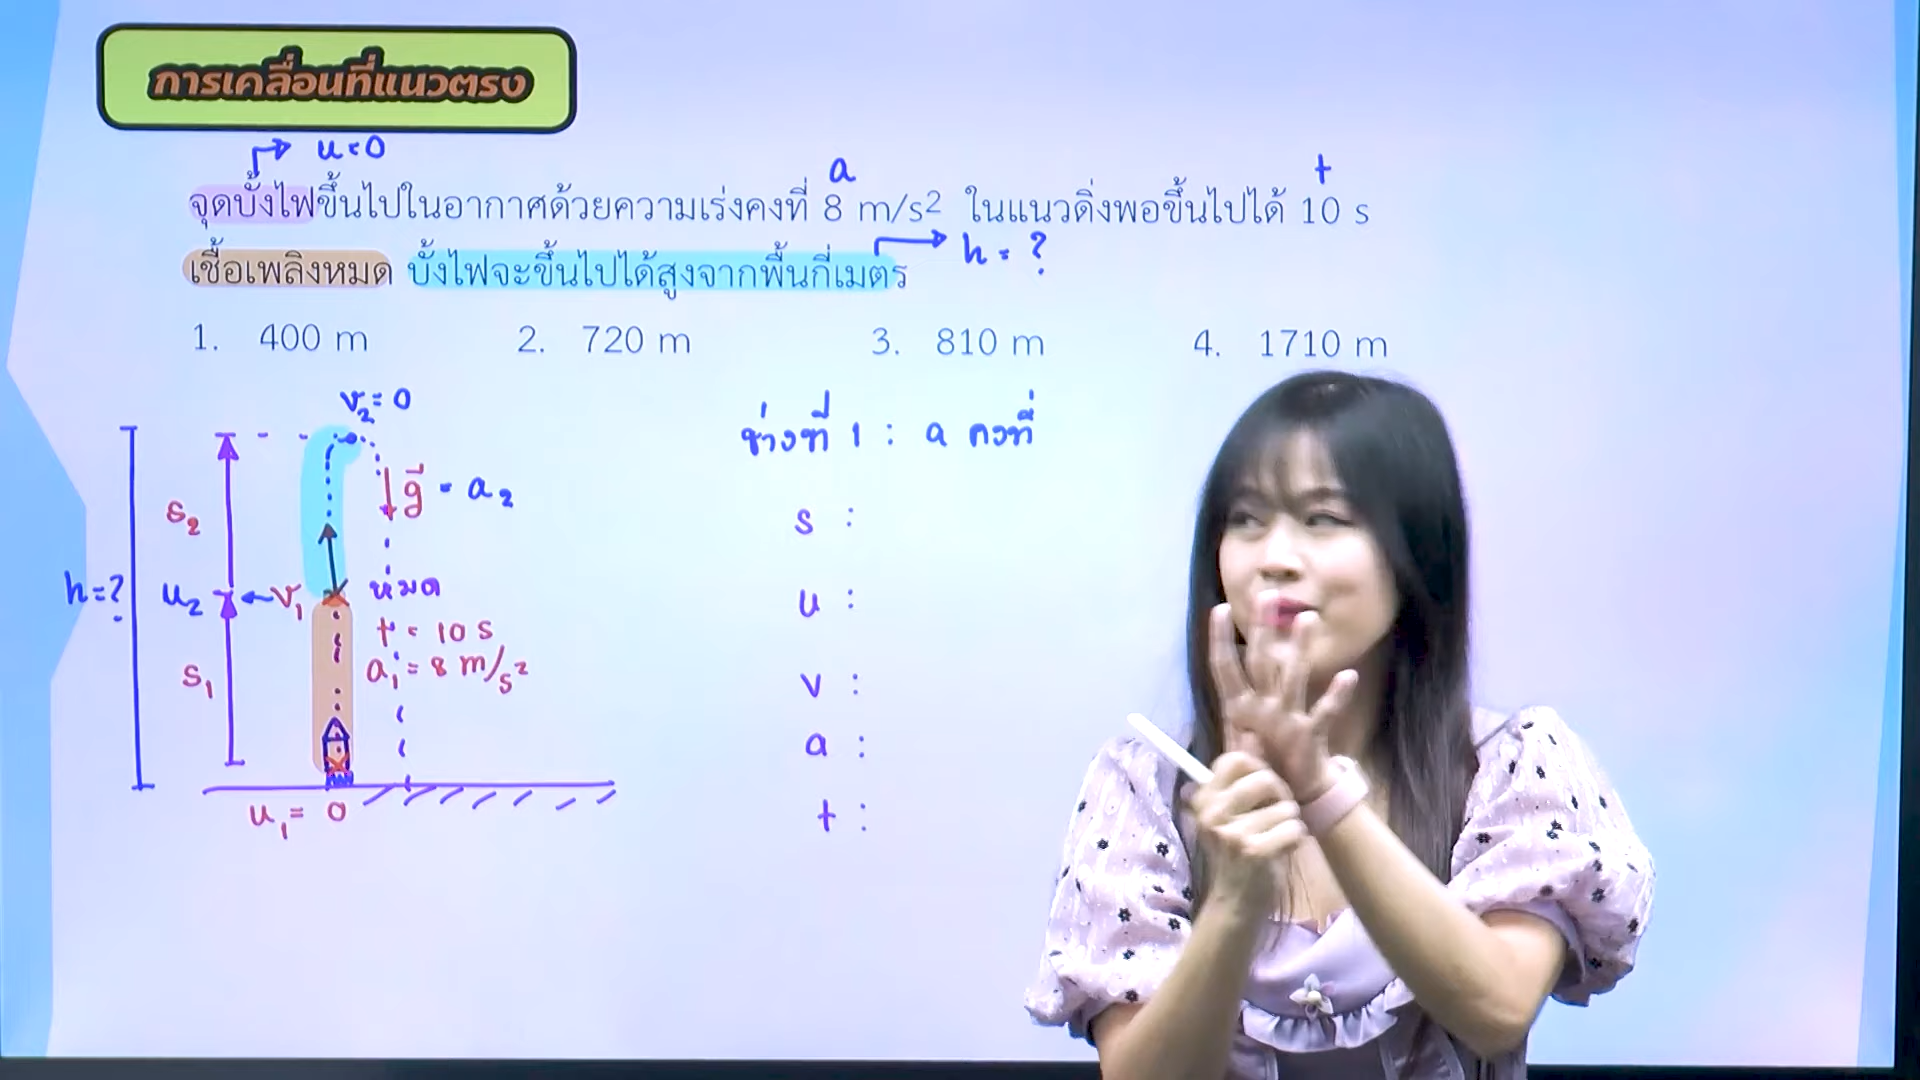 การเคลื่อนที่แนวตรง
u = 0
a
t
จุดบั้งไฟขึ้นไปในอากาศด้วยความเร่งคงที่ 8 m/s2 ในแนวดิ่งพอขึ้นไปได้ 10 s
เชื้อเพลิงหมด บั้งไฟจะขึ้นไปได้สูงจากพื้นกี่เมตร
h = ?
1. 400 m 2. 720 m 3. 810 m 4. 1710 m
v₂ = 0
ช่วงที่ 1 : a คงที่
g⃗ = a₂
s₂
s :
h = ?
u₂ ← v₁
หมด
u :
t = 10 s
s₁
a₁ = 8 m/s²
v :
a :
u₁ = 0
t :